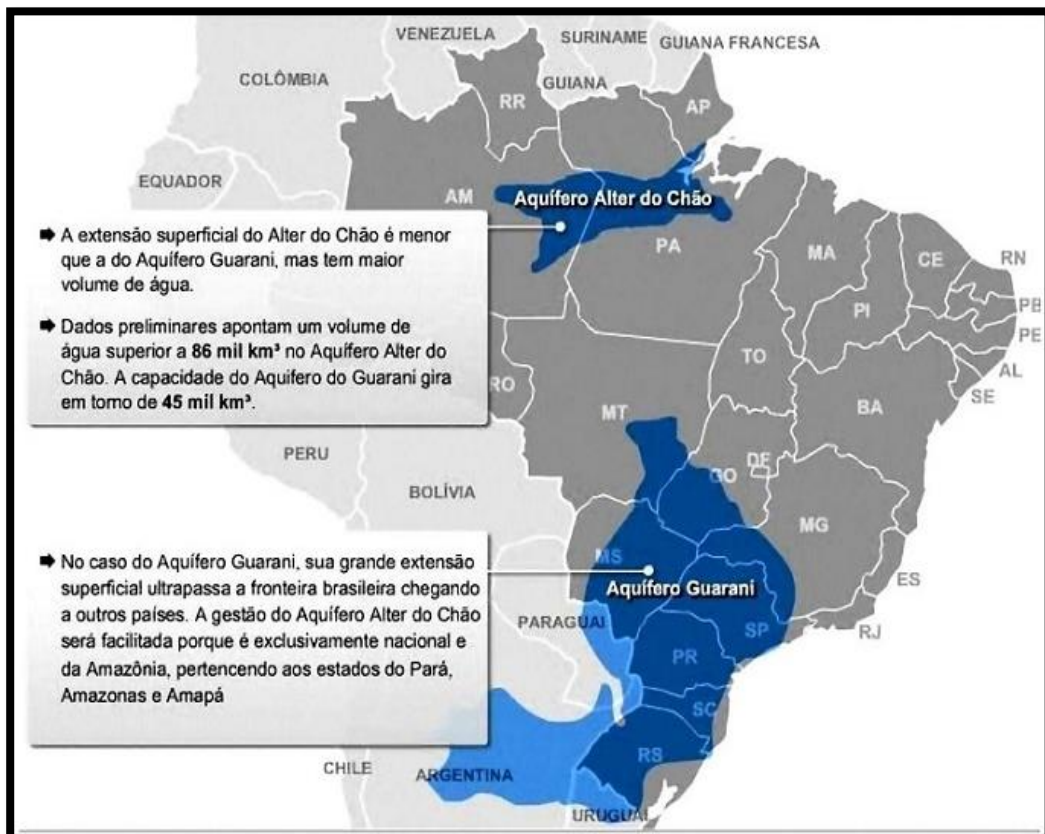 VENEZUELA
SURINAME
GUIANA FRANCESA
COLÔMBIA
GUIANA
RR
AP
EQUADOR
AM
Aquífero Alter do Chão
➡ A extensão superficial do Alter do Chão é menor
que a do Aquífero Guarani, mas tem maior
volume de água.
➡ Dados preliminares apontam um volume de
água superior a 86 mil km³ no Aquífero Alter do
Chão. A capacidade do Aquifero do Guarani gira
em torno de 45 mil km³.
PA
MA
CE
RN
PB
PI
PE
TO
AL
RO
SE
MT
BA
PERU
DF
GO
BOLÍVIA
MG
➡ No caso do Aquífero Guarani, sua grande extensão
superficial ultrapassa a fronteira brasileira chegando
a outros países. A gestão do Aquífero Alter do Chão
será facilitada porque é exclusivamente nacional e
da Amazônia, pertencendo aos estados do Pará,
Amazonas e Amapá
MS
ES
Aquífero Guarani
PARAGUAI
SP
RJ
PR
SC
RS
CHILE
ARGENTINA
URUGUAI